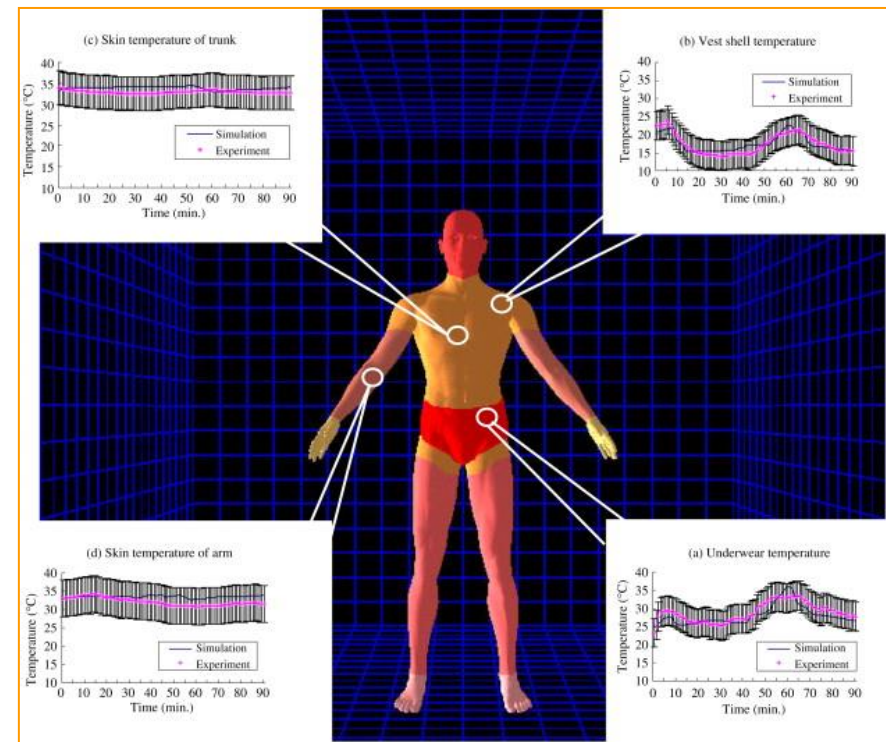 (c) Skin temperature of trunk
Temperature (°C)
40
35
30
25
20
15
10
Simulation
Experiment
0 10 20 30 40 50 60 70 80 90
Time (min.)
(b) Vest shell temperature
Temperature (°C)
40
35
30
25
20
15
10
Simulation
Experiment
0 10 20 30 40 50 60 70 80 90
Time (min.)
(d) Skin temperature of arm
Temperature (°C)
40
35
30
25
20
15
10
Simulation
Experiment
0 10 20 30 40 50 60 70 80 90
Time (min.)
(a) Underwear temperature
Temperature (°C)
40
35
30
25
20
15
10
Simulation
Experiment
0 10 20 30 40 50 60 70 80 90
Time (min.)